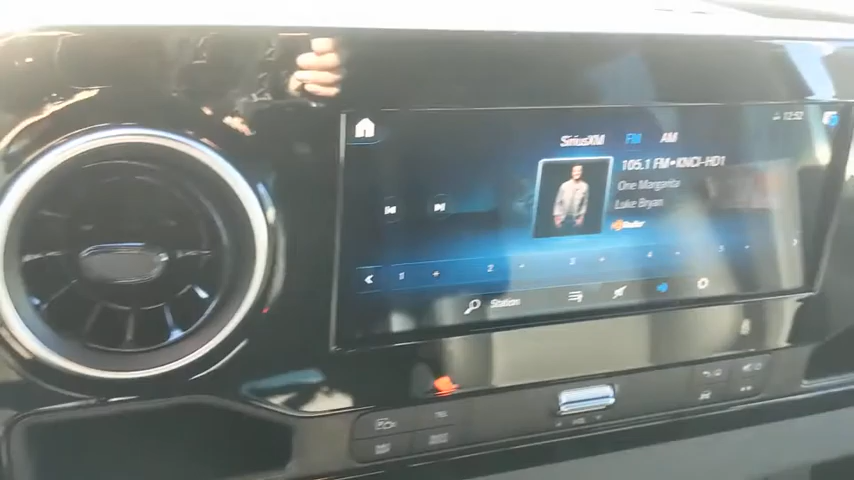 12:52
SiriusXM FM AM
105.1 FM•KNCI-HD1
One Margarita
Luke Bryan
1 2 3 4 5
Station